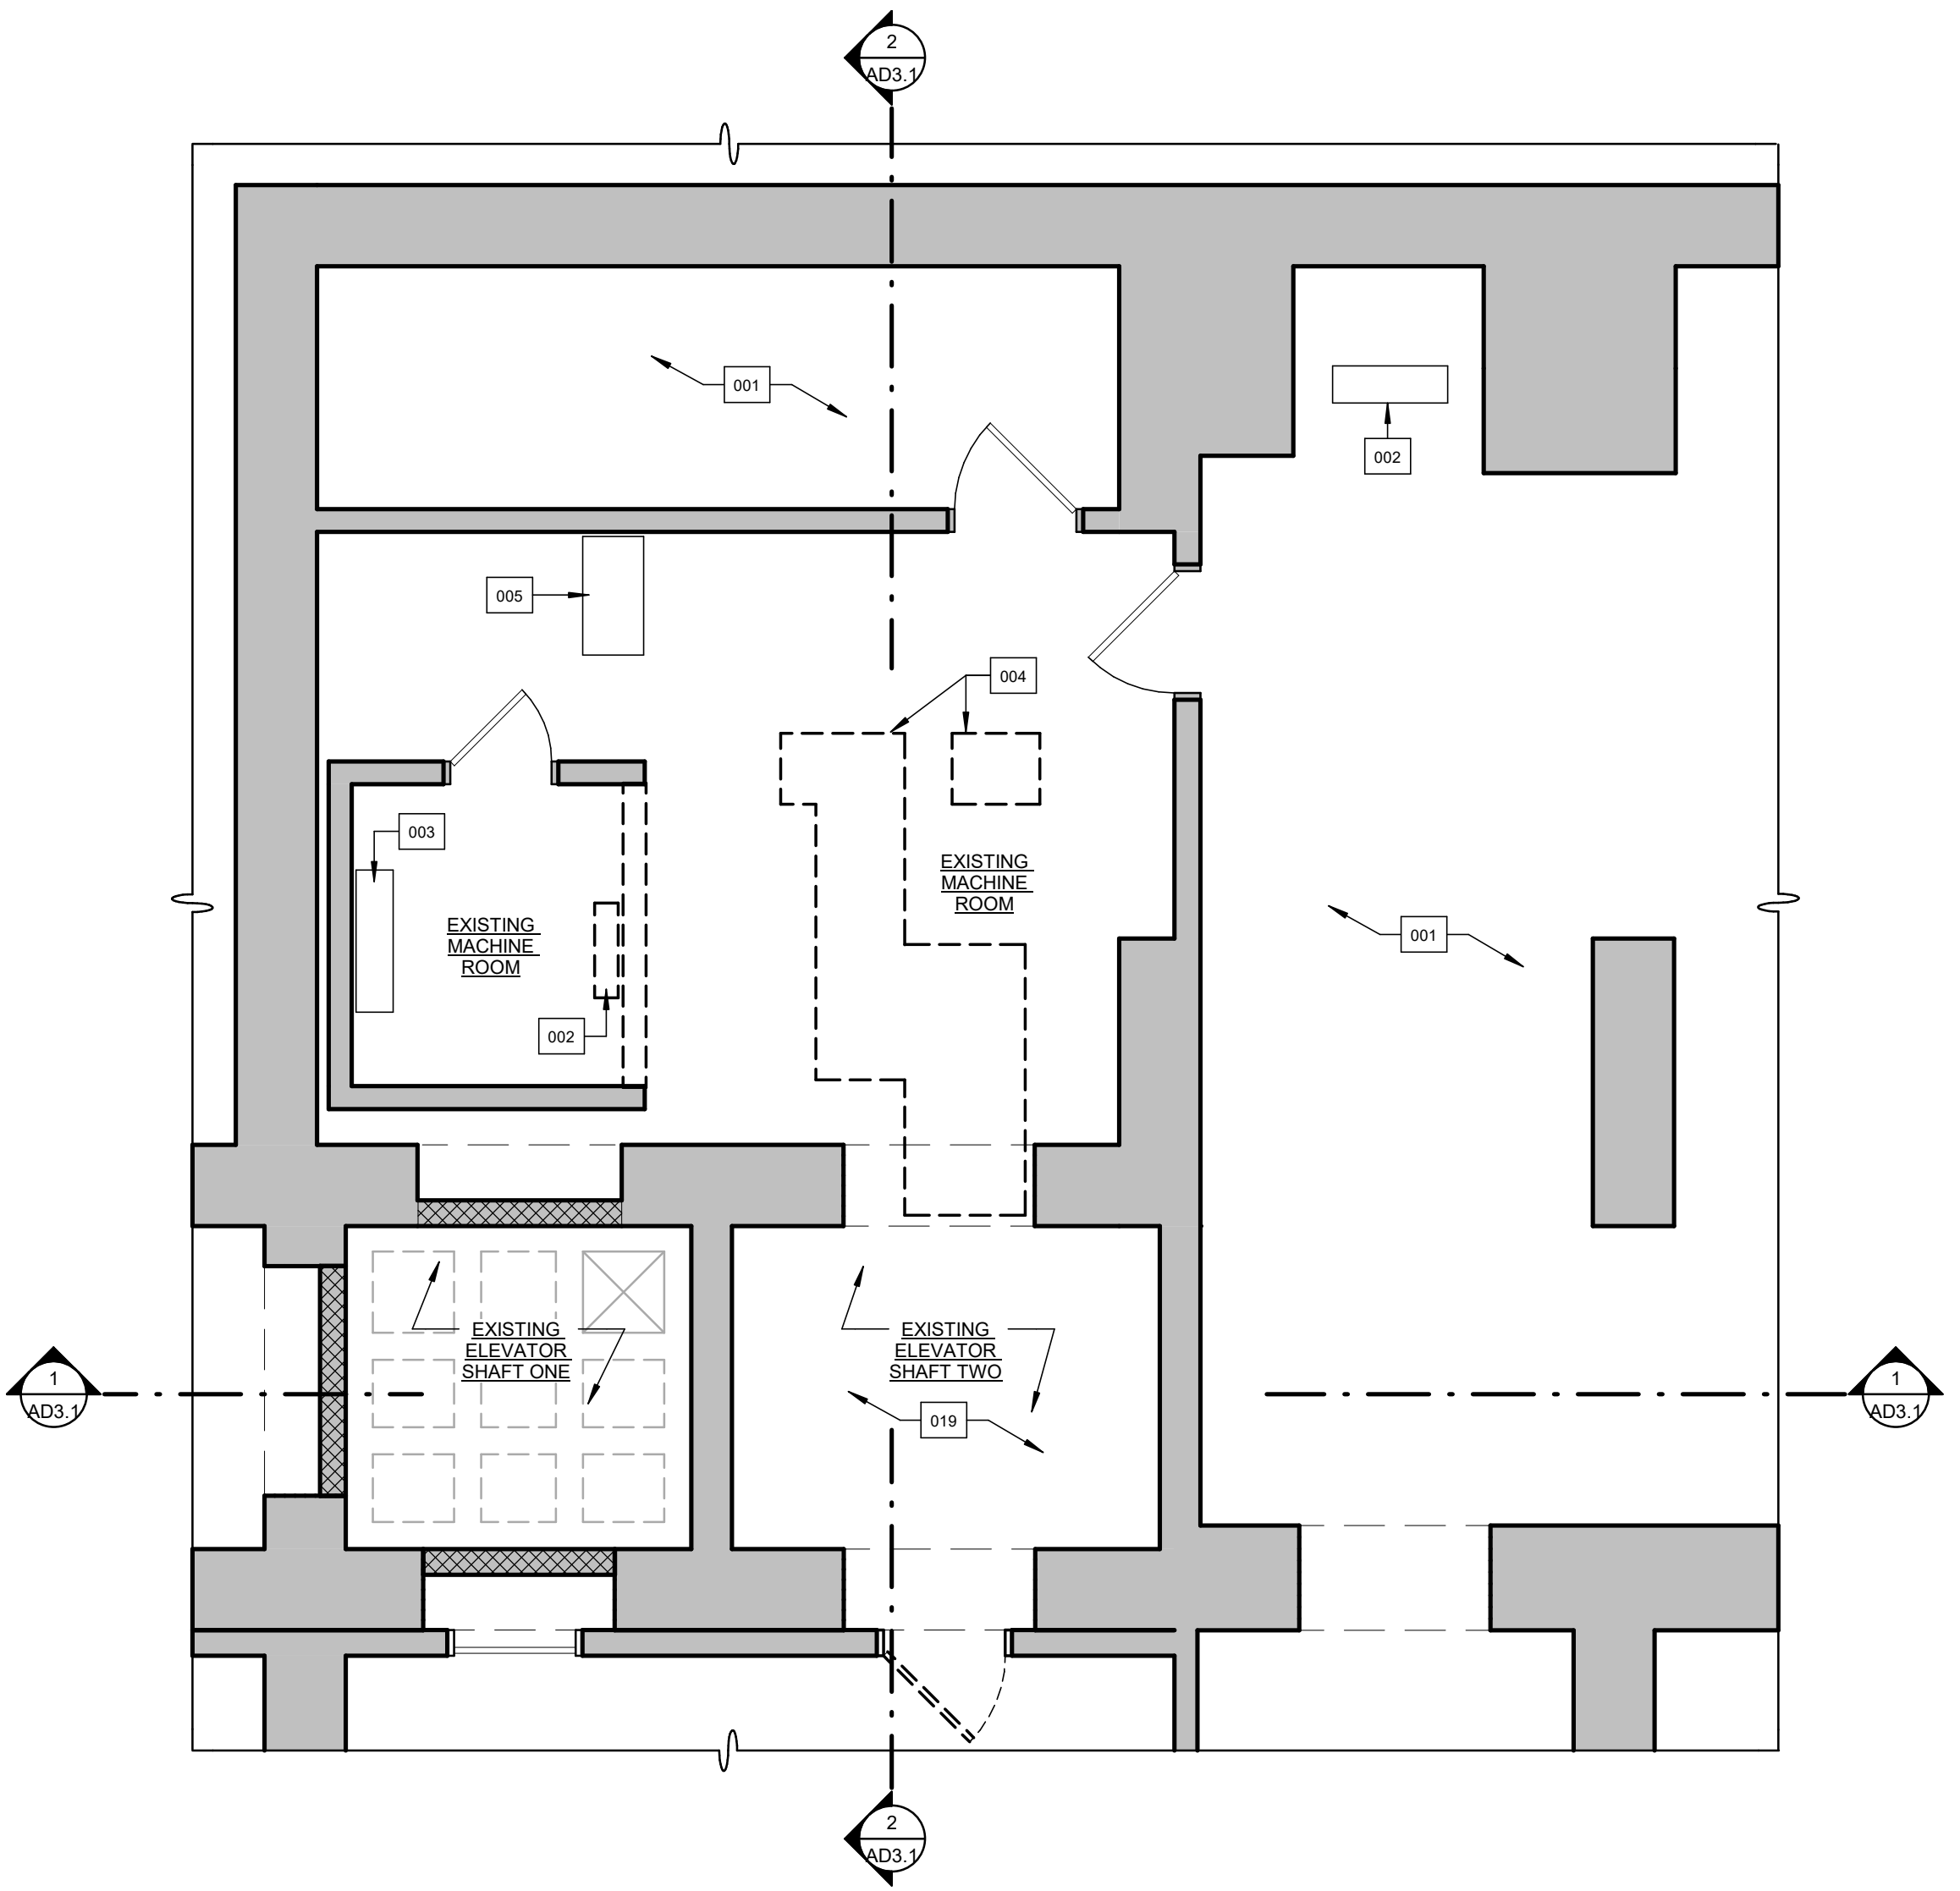 2
AD3.1
001
002
005
004
003
EXISTING
MACHINE
ROOM
EXISTING
MACHINE
ROOM
001
002
EXISTING
ELEVATOR
SHAFT ONE
EXISTING
ELEVATOR
SHAFT TWO
1
AD3.1
019
1
AD3.1
2
AD3.1